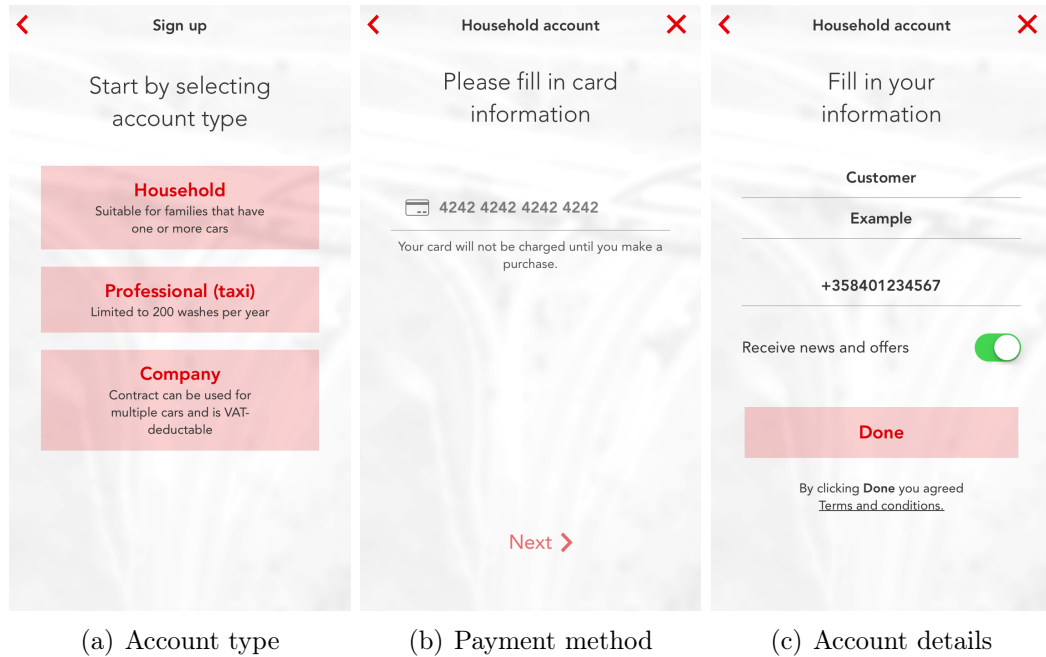 Sign up
Start by selecting
account type
Household
Suitable for families that have
one or more cars
Professional (taxi)
Limited to 200 washes per year
Company
Contract can be used for
multiple cars and is VAT-
deductable
(a) Account type
Household account
Please fill in card
information
4242 4242 4242 4242
Your card will not be charged until you make a
purchase.
Next
(b) Payment method
Household account
Fill in your
information
Customer
Example
+358401234567
Receive news and offers
Done
By clicking Done you agreed
Terms and conditions.
(c) Account details